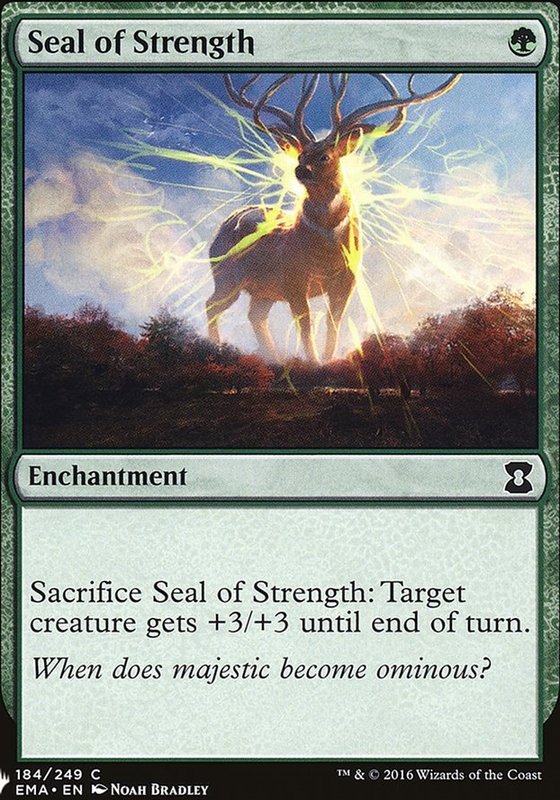 Seal of Strength
Enchantment
Sacrifice Seal of Strength: Target
creature gets +3/+3 until end of turn.
When does majestic become ominous?
184/249 C
EMA • EN Noah Bradley
™ & © 2016 Wizards of the Coast